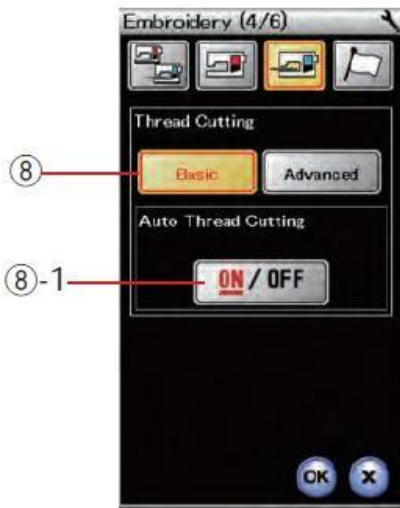 Embroidery (4/6)
Thread Cutting
⑧ Basic Advanced
Auto Thread Cutting
⑧-1 ON / OFF
OK X